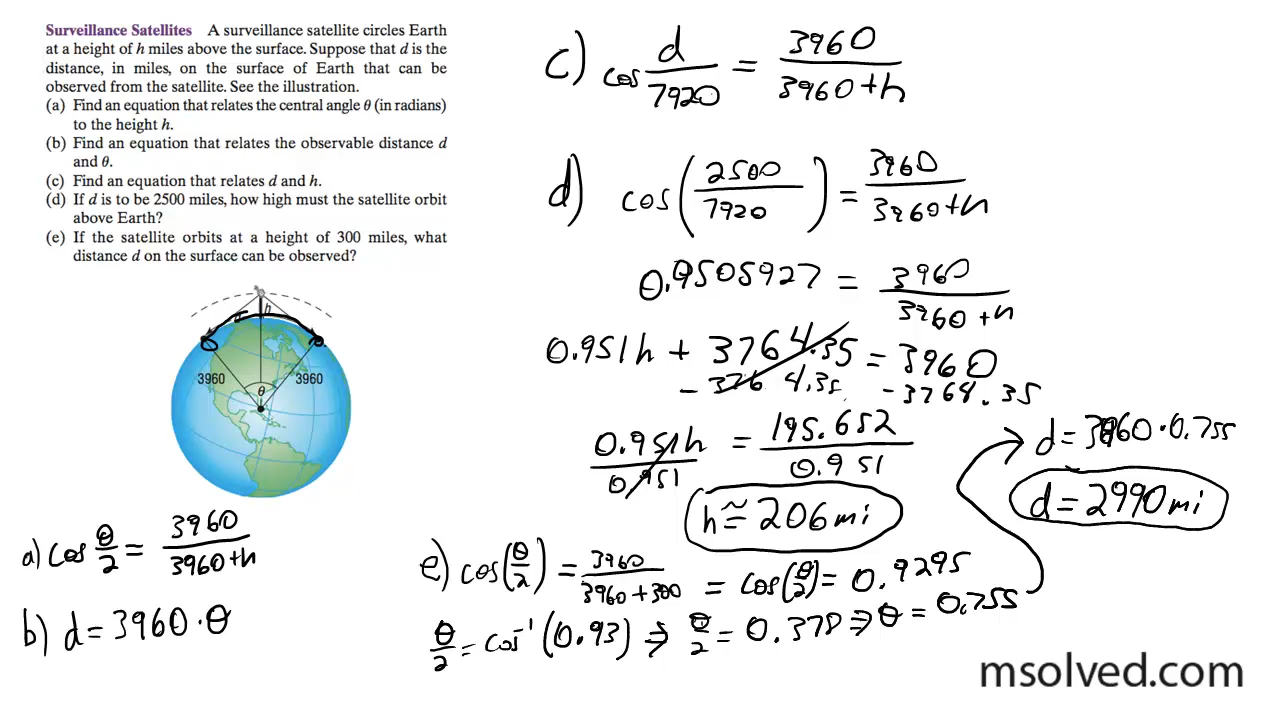 Surveillance Satellites A surveillance satellite circles Earth
at a height of h miles above the surface. Suppose that d is the
distance, in miles, on the surface of Earth that can be
observed from the satellite. See the illustration.
(a) Find an equation that relates the central angle θ (in radians)
to the height h.
(b) Find an equation that relates the observable distance d
and θ.
(c) Find an equation that relates d and h.
(d) If d is to be 2500 miles, how high must the satellite orbit
above Earth?
(e) If the satellite orbits at a height of 300 miles, what
distance d on the surface can be observed?
d h
3960 3960
θ
a) cos θ/2 = 3960/3960+h
b) d = 3960 · θ
c) cos d/7920 = 3960/3960+h
d) cos(2500/7920) = 3960/3960+h
0.9505927 = 3960/3960+h
0.951h + 3764.35 = 3960
- 3764.35 - 3764.35
0.951h/0.951 = 195.652/0.951
h ≅ 206 mi
e) cos(θ/2) = 3960/3960+300 = cos(θ/2) = 0.9295
θ/2 = cos⁻¹(0.93) ⇒ θ/2 = 0.378 ⇒ θ = 0.755
d = 3960 · 0.755
d = 2990 mi
msolved.com